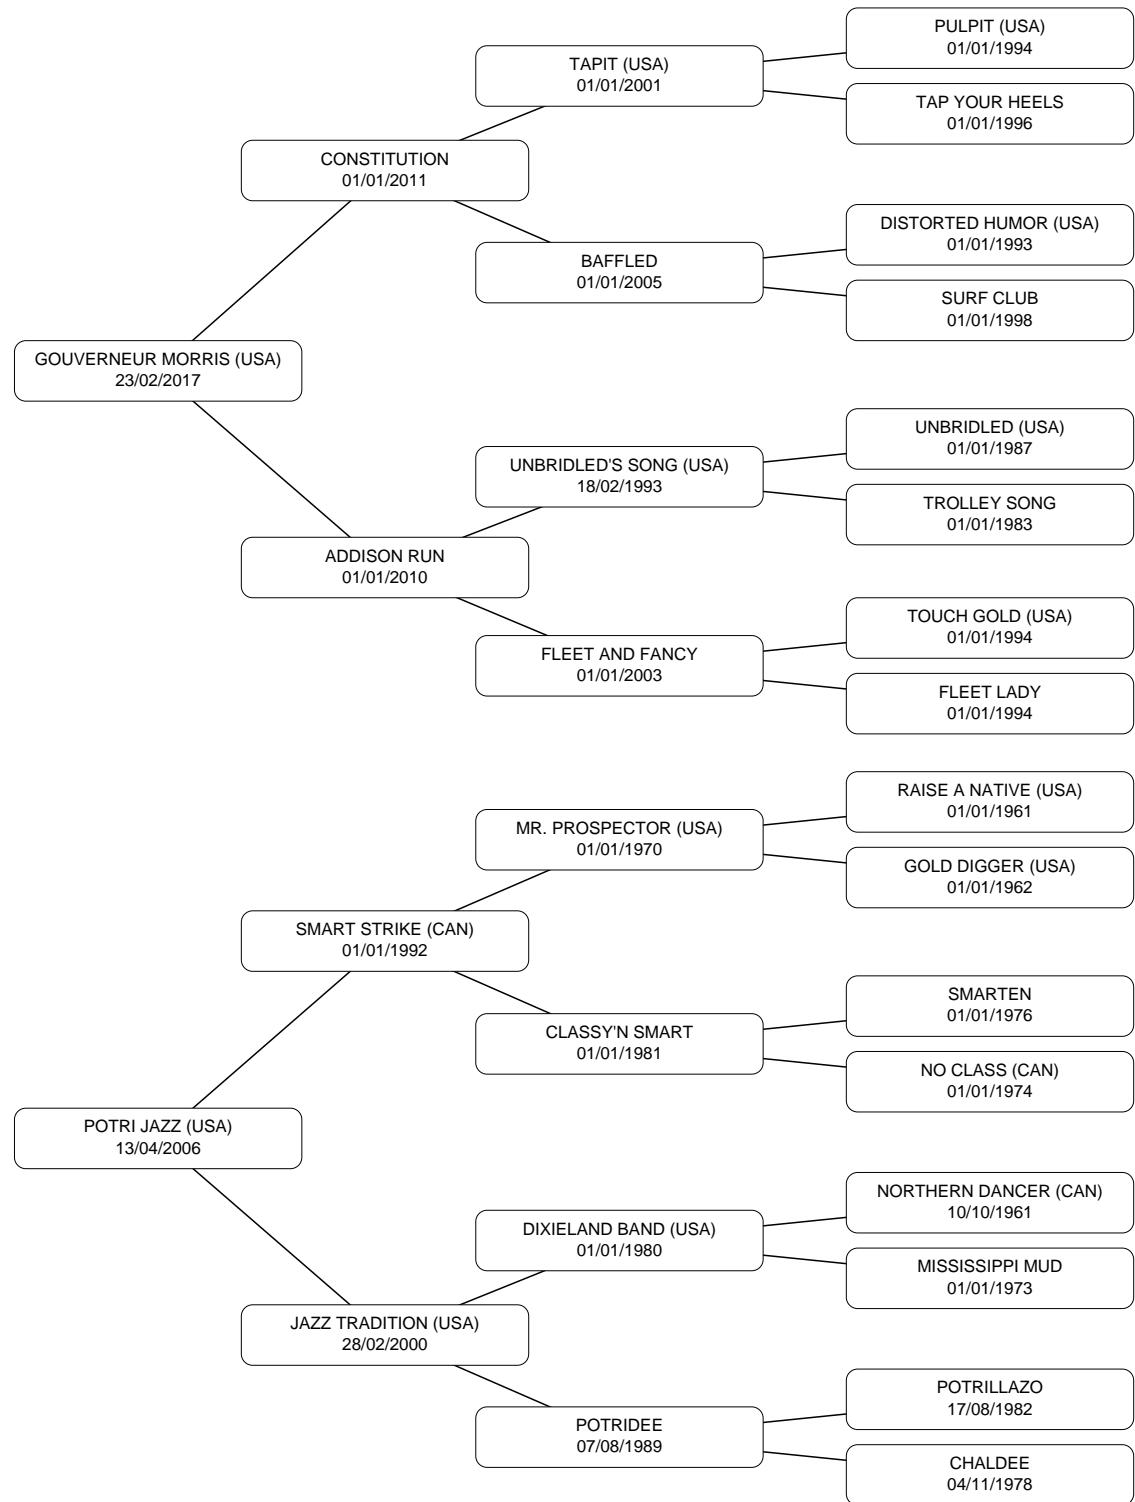 PULPIT (USA)
01/01/1994
TAPIT (USA)
01/01/2001
TAP YOUR HEELS
01/01/1996
CONSTITUTION
01/01/2011
DISTORTED HUMOR (USA)
01/01/1993
BAFFLED
01/01/2005
SURF CLUB
01/01/1998
GOUVERNEUR MORRIS (USA)
23/02/2017
UNBRIDLED (USA)
01/01/1987
UNBRIDLED'S SONG (USA)
18/02/1993
TROLLEY SONG
01/01/1983
ADDISON RUN
01/01/2010
TOUCH GOLD (USA)
01/01/1994
FLEET AND FANCY
01/01/2003
FLEET LADY
01/01/1994
RAISE A NATIVE (USA)
01/01/1961
MR. PROSPECTOR (USA)
01/01/1970
GOLD DIGGER (USA)
01/01/1962
SMART STRIKE (CAN)
01/01/1992
SMARTEN
01/01/1976
CLASSY'N SMART
01/01/1981
NO CLASS (CAN)
01/01/1974
POTRI JAZZ (USA)
13/04/2006
NORTHERN DANCER (CAN)
10/10/1961
DIXIELAND BAND (USA)
01/01/1980
MISSISSIPPI MUD
01/01/1973
JAZZ TRADITION (USA)
28/02/2000
POTRILLAZO
17/08/1982
POTRIDEE
07/08/1989
CHALDEE
04/11/1978